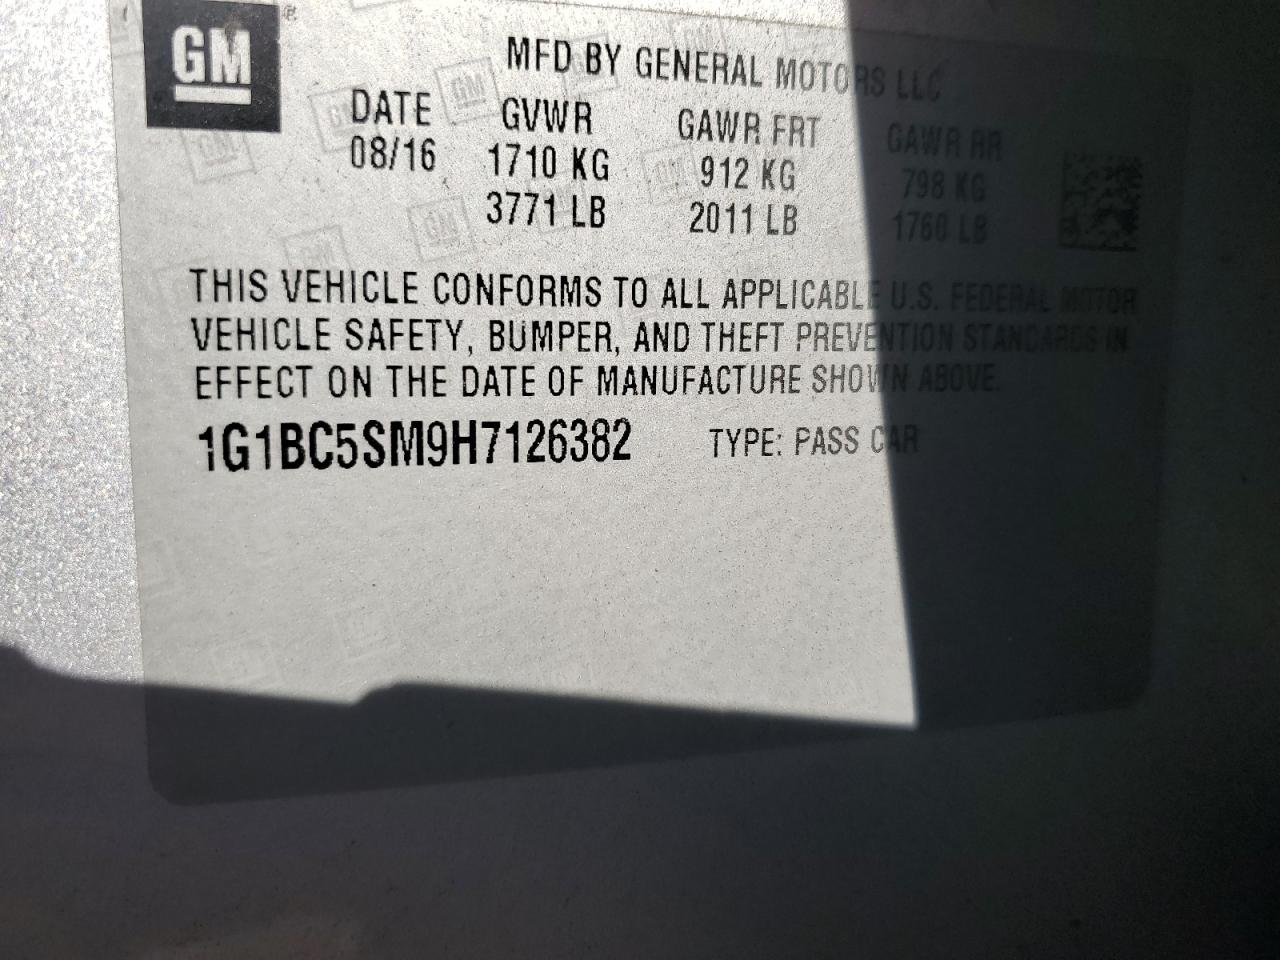 GM
MFD BY GENERAL MOTORS LLC
DATE GVWR GAWR FRT GAWR RR
08/16 1710 KG 912 KG 798 KG
3771 LB 2011 LB 1760 LB
THIS VEHICLE CONFORMS TO ALL APPLICABLE U.S. FEDERAL MOTOR
VEHICLE SAFETY, BUMPER, AND THEFT PREVENTION STANDARDS IN
EFFECT ON THE DATE OF MANUFACTURE SHOWN ABOVE.
1G1BC5SM9H7126382 TYPE: PASS CAR